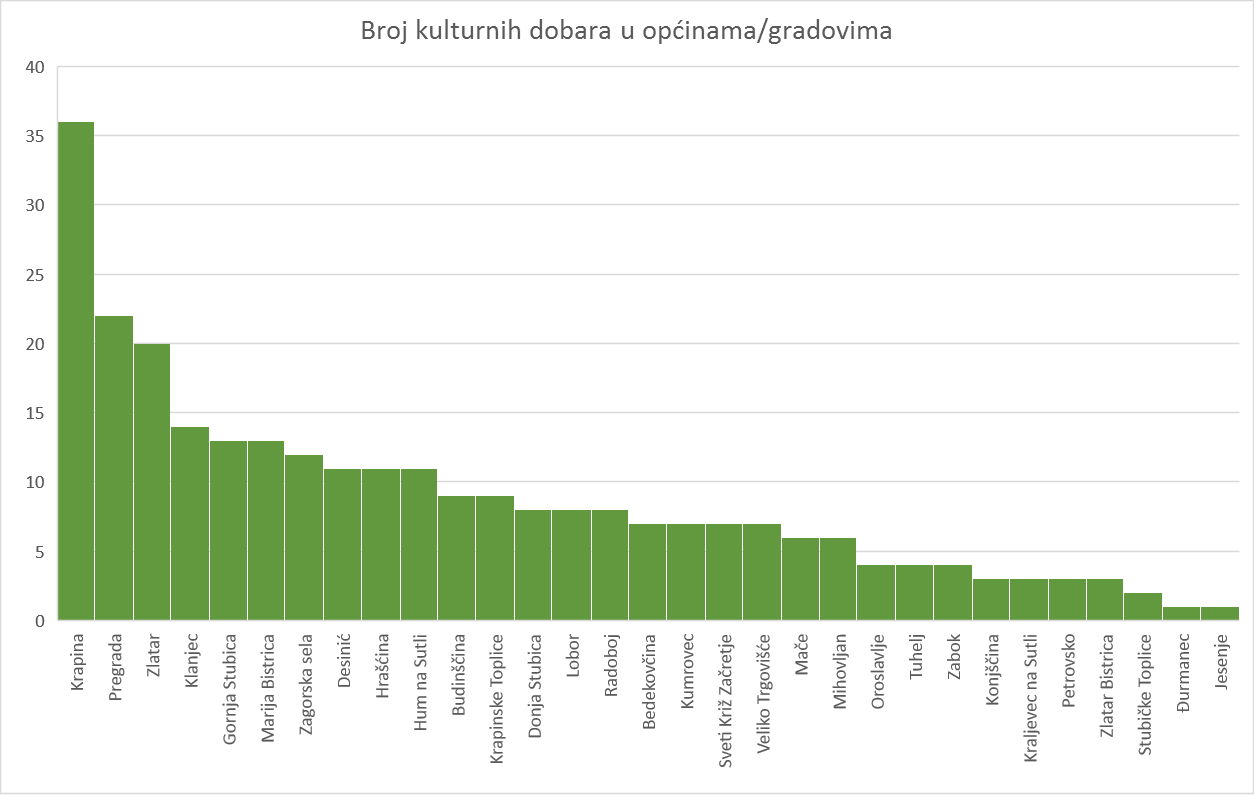 Broj kulturnih dobara u općinama/gradovima
40
35
30
25
20
15
10
5
0
Krapina
Pregrada
Zlatar
Klanjec
Gornja Stubica
Marija Bistrica
Zagorska sela
Desinić
Hrašćina
Hum na Sutli
Budinščina
Krapinske Toplice
Donja Stubica
Lobor
Radoboj
Bedekovčina
Kumrovec
Sveti Križ Začretje
Veliko Trgovišće
Mače
Mihovljan
Oroslavlje
Tuhelj
Zabok
Konjščina
Kraljevec na Sutli
Petrovsko
Zlatar Bistrica
Stubičke Toplice
Đurmanec
Jesenje